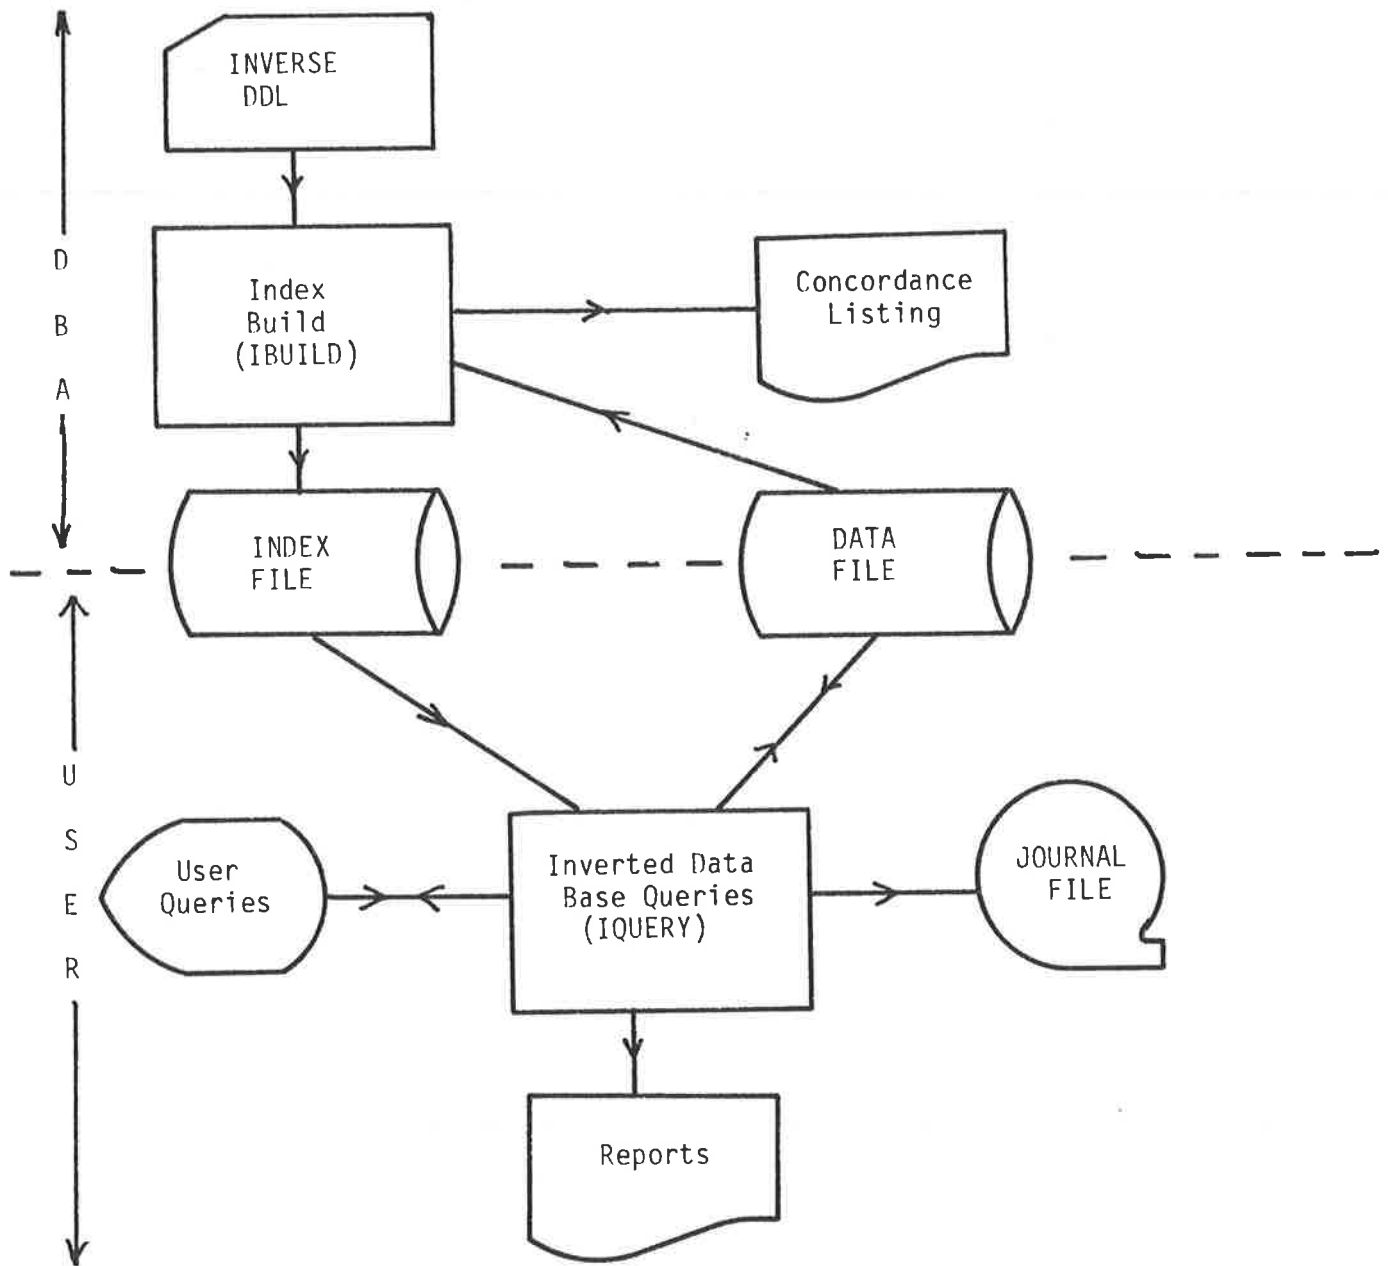 INVERSE
DDL
D
B
A
Index
Build
(IBUILD)
Concordance
Listing
INDEX
FILE
DATA
FILE
U
S
E
R
User
Queries
Inverted Data
Base Queries
(IQUERY)
JOURNAL
FILE
Reports